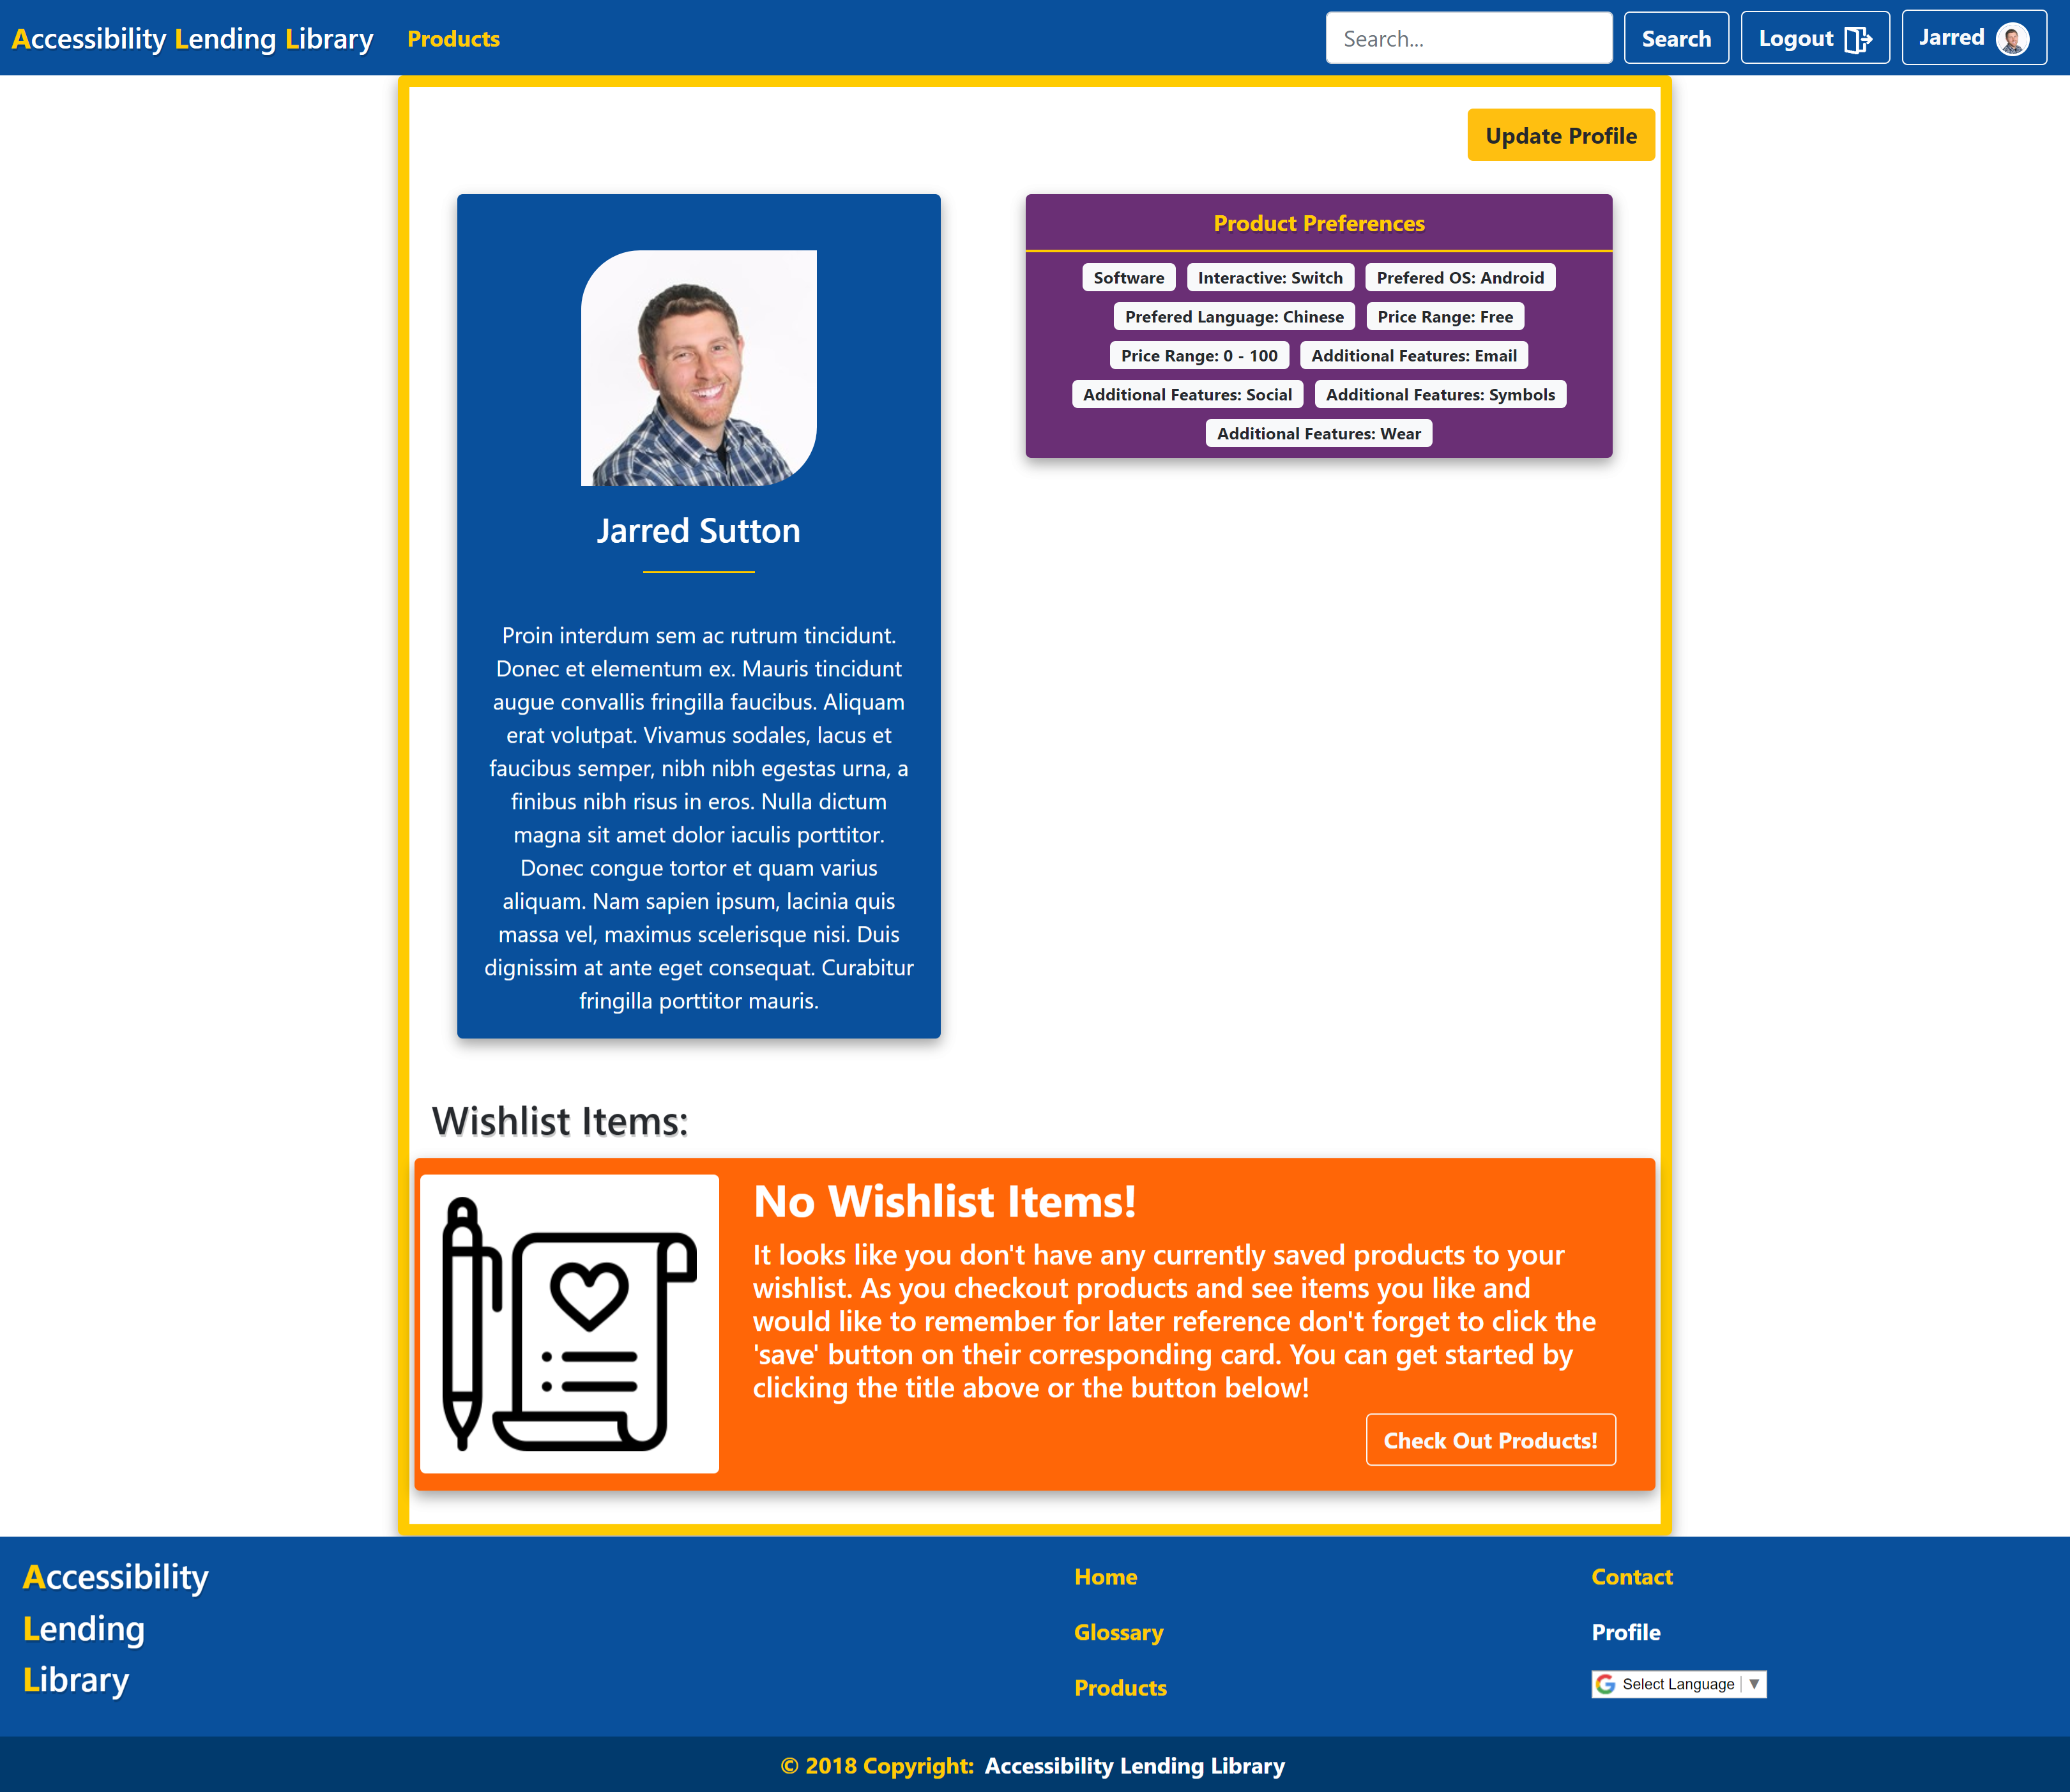 Accessibility Lending Library Products
Search... Search Logout Jarred
Update Profile
Jarred Sutton
Proin interdum sem ac rutrum tincidunt.
Donec et elementum ex. Mauris tincidunt
augue convallis fringilla faucibus. Aliquam
erat volutpat. Vivamus sodales, lacus et
faucibus semper, nibh nibh egestas urna, a
finibus nibh risus in eros. Nulla dictum
magna sit amet dolor iaculis porttitor.
Donec congue tortor et quam varius
aliquam. Nam sapien ipsum, lacinia quis
massa vel, maximus scelerisque nisi. Duis
dignissim at ante eget consequat. Curabitur
fringilla porttitor mauris.
Product Preferences
Software Interactive: Switch Prefered OS: Android
Prefered Language: Chinese Price Range: Free
Price Range: 0 - 100 Additional Features: Email
Additional Features: Social Additional Features: Symbols
Additional Features: Wear
Wishlist Items:
No Wishlist Items!
It looks like you don't have any currently saved products to your
wishlist. As you checkout products and see items you like and
would like to remember for later reference don't forget to click the
'save' button on their corresponding card. You can get started by
clicking the title above or the button below!
Check Out Products!
Accessibility
Lending
Library
Home
Glossary
Products
Contact
Profile
Select Language ▼
© 2018 Copyright: Accessibility Lending Library